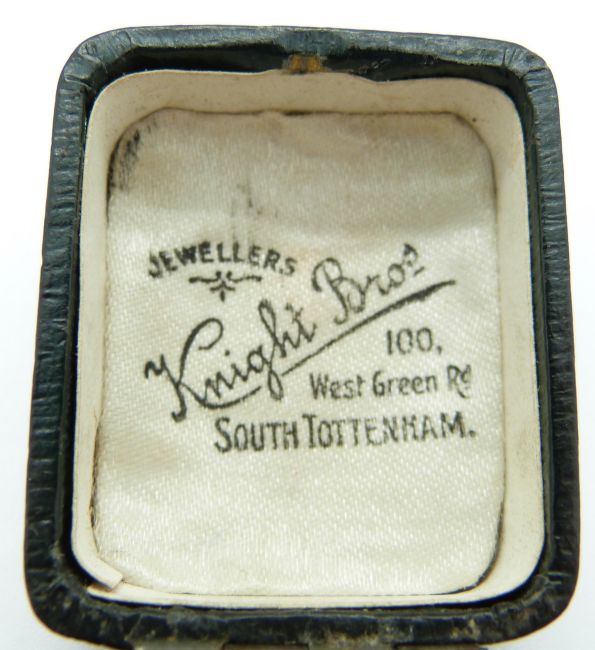 JEWELLERS
Knight Bros
100,
West Green Rd
SOUTH TOTTENHAM.